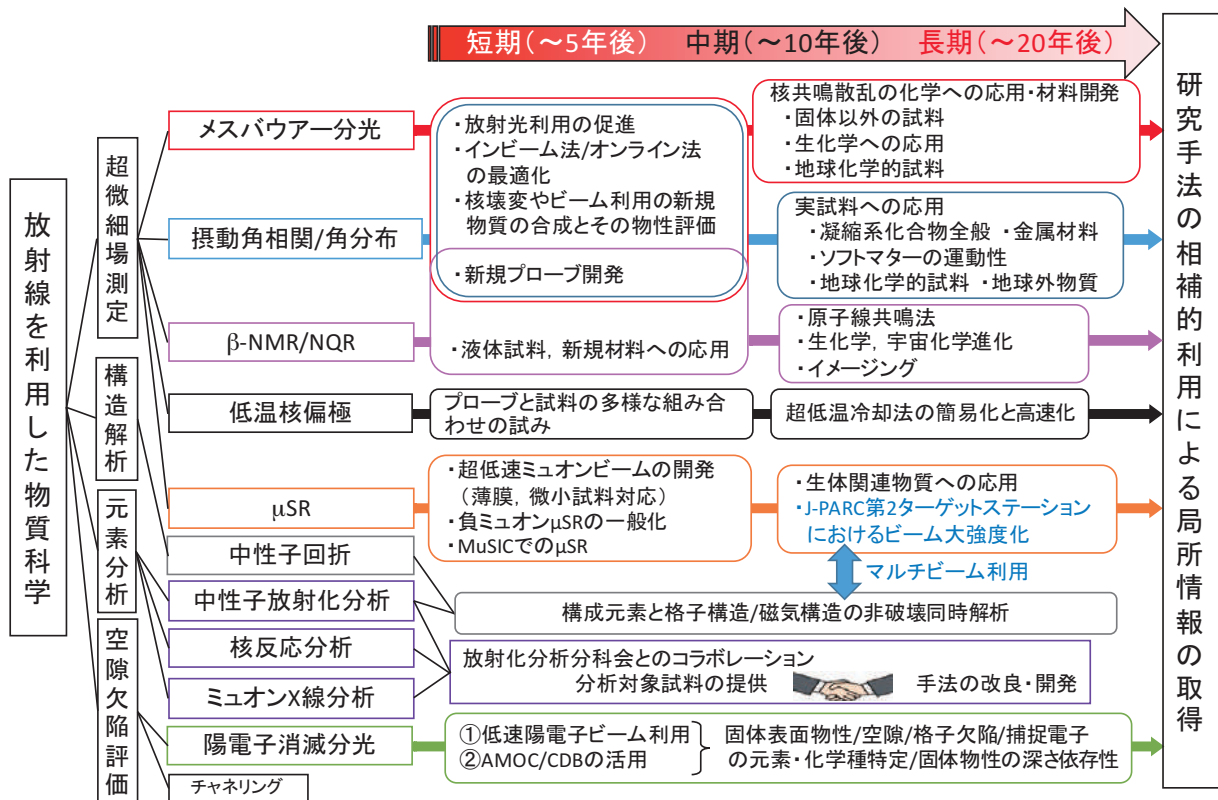 短期（～5年後）　中期（～10年後）　長期（～20年後）
放射線を利用した物質科学
超微細場測定
構造解析
元素分析
空隙欠陥評価
メスバウアー分光
摂動角相関/角分布
β-NMR/NQR
低温核偏極
μSR
中性子回折
中性子放射化分析
核反応分析
ミュオンX線分析
陽電子消滅分光
チャネリング
・放射光利用の促進
・インビーム法/オンライン法
の最適化
・核壊変やビーム利用の新規
物質の合成とその物性評価
・新規プローブ開発
・液体試料，新規材料への応用
核共鳴散乱の化学への応用・材料開発
・固体以外の試料
・生化学への応用
・地球化学的試料
実試料への応用
・凝縮系化合物全般　・金属材料
・ソフトマターの運動性
・地球化学的試料　・地球外物質
・原子線共鳴法
・生化学，宇宙化学進化
・イメージング
プローブと試料の多様な組み合
わせの試み
超低温冷却法の簡易化と高速化
・超低速ミュオンビームの開発
（薄膜，微小試料対応）
・負ミュオンμSRの一般化
・MuSICでのμSR
・生体関連物質への応用
・J-PARC第2ターゲットステーション
におけるビーム大強度化
マルチビーム利用
構成元素と格子構造/磁気構造の非破壊同時解析
放射化分析分科会とのコラボレーション
分析対象試料の提供　手法の改良・開発
①低速陽電子ビーム利用
②AMOC/CDBの活用
固体表面物性/空隙/格子欠陥/捕捉電子
の元素・化学種特定/固体物性の深さ依存性
研究手法の相補的利用による局所情報の取得